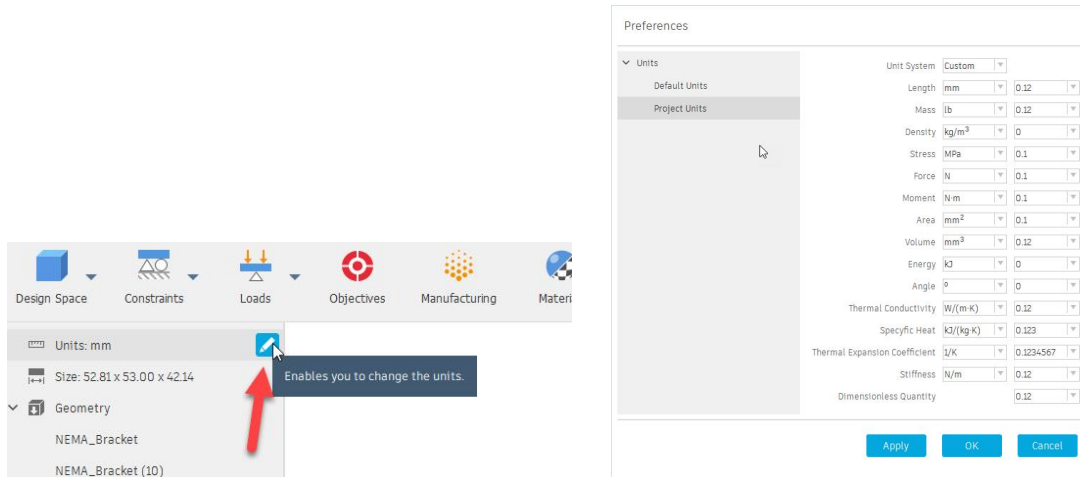 Design Space
Constraints
Loads
Objectives
Manufacturing
Units: mm
Enables you to change the units.
Size: 52.81 x 53.00 x 42.14
Geometry
NEMA_Bracket
NEMA_Bracket (10)
Preferences
Units
Default Units
Project Units
Unit System Custom
Length mm 0.12
Mass lb 0.12
Density kg/m³ 0
Stress MPa 0.1
Force N 0.1
Moment N·m 0.1
Area mm² 0.1
Volume mm³ 0.12
Energy kJ 0
Angle º 0
Thermal Conductivity W/(m·K) 0.12
Specyfic Heat kJ/(kg·K) 0.123
Thermal Expansion Coefficient 1/K 0.1234567
Stiffness N/m 0.12
Dimensionless Quantity 0.12
Apply OK Cancel